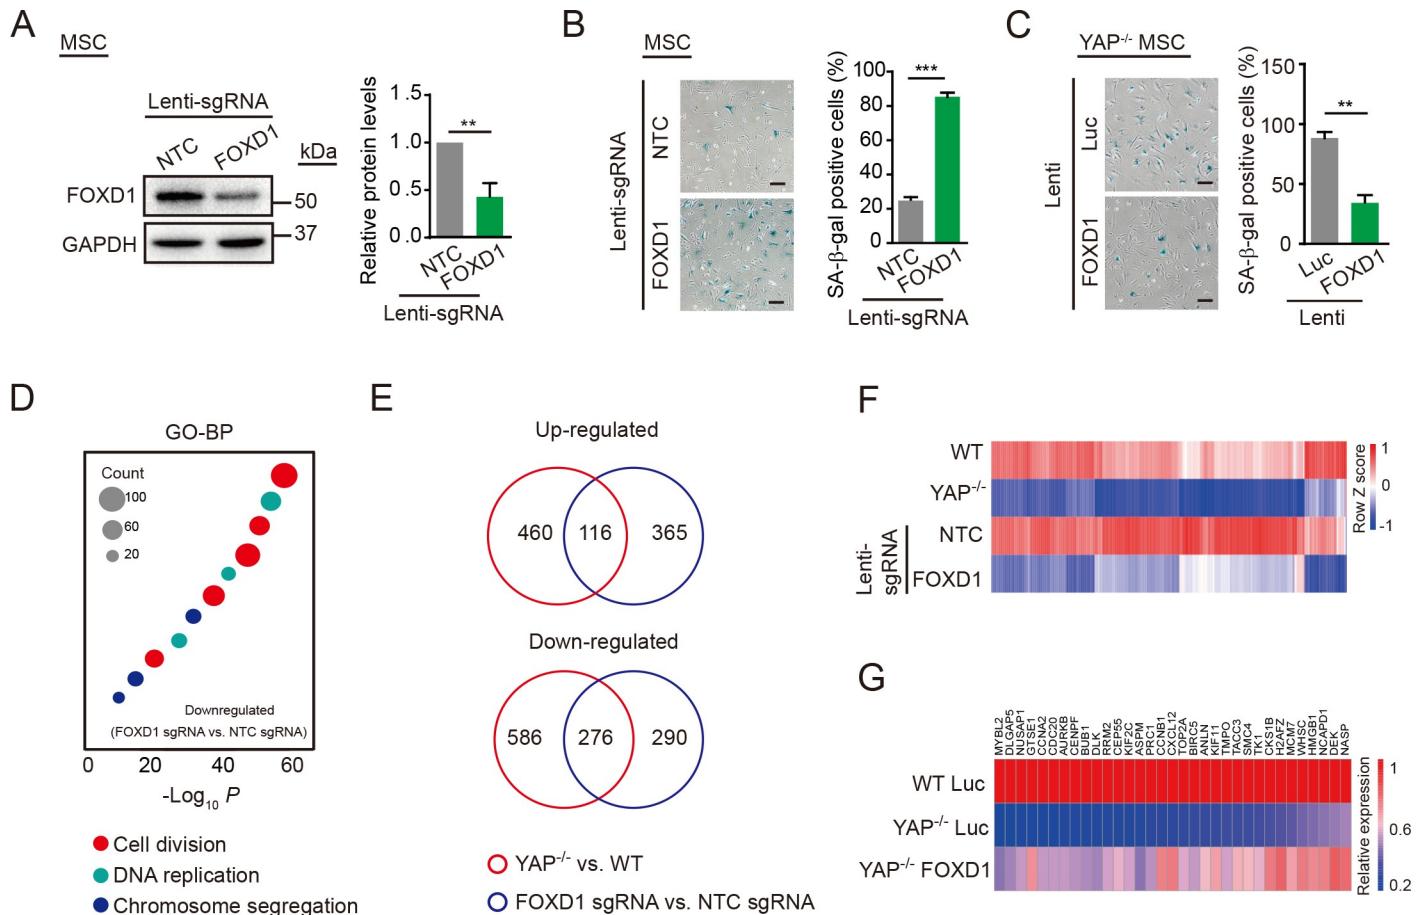 A
MSC
Lenti-sgRNA
NTC
FOXD1
kDa
FOXD1
50
GAPDH
37
Relative protein levels
1.5
1.0
0.5
0.0
**
NTC
FOXD1
Lenti-sgRNA
B
MSC
Lenti-sgRNA
NTC
FOXD1
SA-β-gal positive cells (%)
100
80
60
40
20
0
***
NTC
FOXD1
Lenti-sgRNA
C
YAP-/- MSC
Lenti
Luc
FOXD1
SA-β-gal positive cells (%)
150
100
50
0
**
Luc
FOXD1
Lenti
D
GO-BP
Count
100
60
20
Downregulated
(FOXD1 sgRNA vs. NTC sgRNA)
0 20 40 60
-Log10 P
Cell division
DNA replication
Chromosome segregation
E
Up-regulated
460 116 365
Down-regulated
586 276 290
YAP-/- vs. WT
FOXD1 sgRNA vs. NTC sgRNA
F
WT
YAP-/-
NTC
FOXD1
Lenti-
sgRNA
Row Z score
1
0
-1
G
MYBL2
DLGAP5
NUSAP1
GTSE1
CCNA2
CDC20
AURKB
CENPF
BUB1
DLK
RRM2
CEP55
KIF2C
ASPM
PRC1
CCNB1
CXCL12
TOP2A
BIRC5
ANLN
KIF11
TMPO
TACC3
SMC4
TK1
CKS1B
H2AFZ
MCM7
WHSC
HMGB1
NCAPD1
DEK
NASP
WT Luc
YAP-/- Luc
YAP-/- FOXD1
Relative expression
1
0.6
0.2